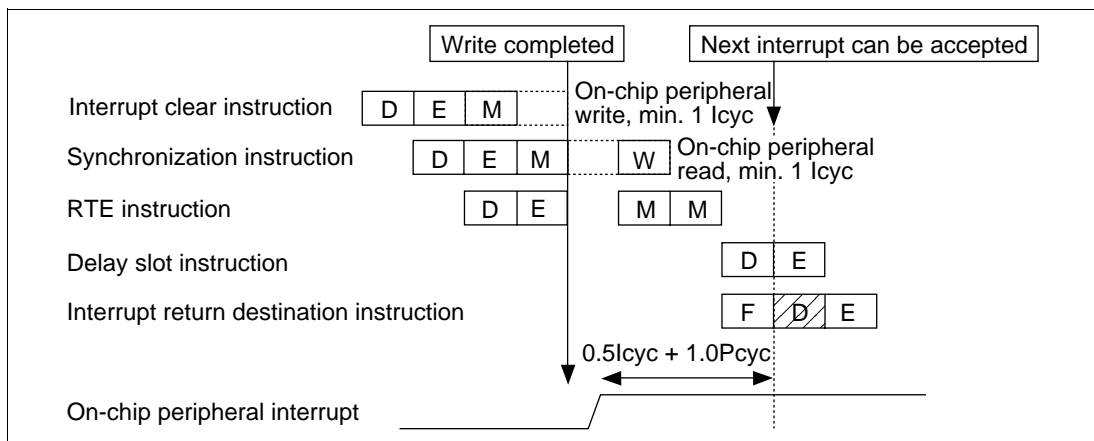 Write completed
Next interrupt can be accepted
Interrupt clear instruction
D E M
On-chip peripheral
write, min. 1 Icyc
Synchronization instruction
D E M W
On-chip peripheral
read, min. 1 Icyc
RTE instruction
D E M M
Delay slot instruction
D E
Interrupt return destination instruction
F D E
0.5Icyc + 1.0Pcyc
On-chip peripheral interrupt